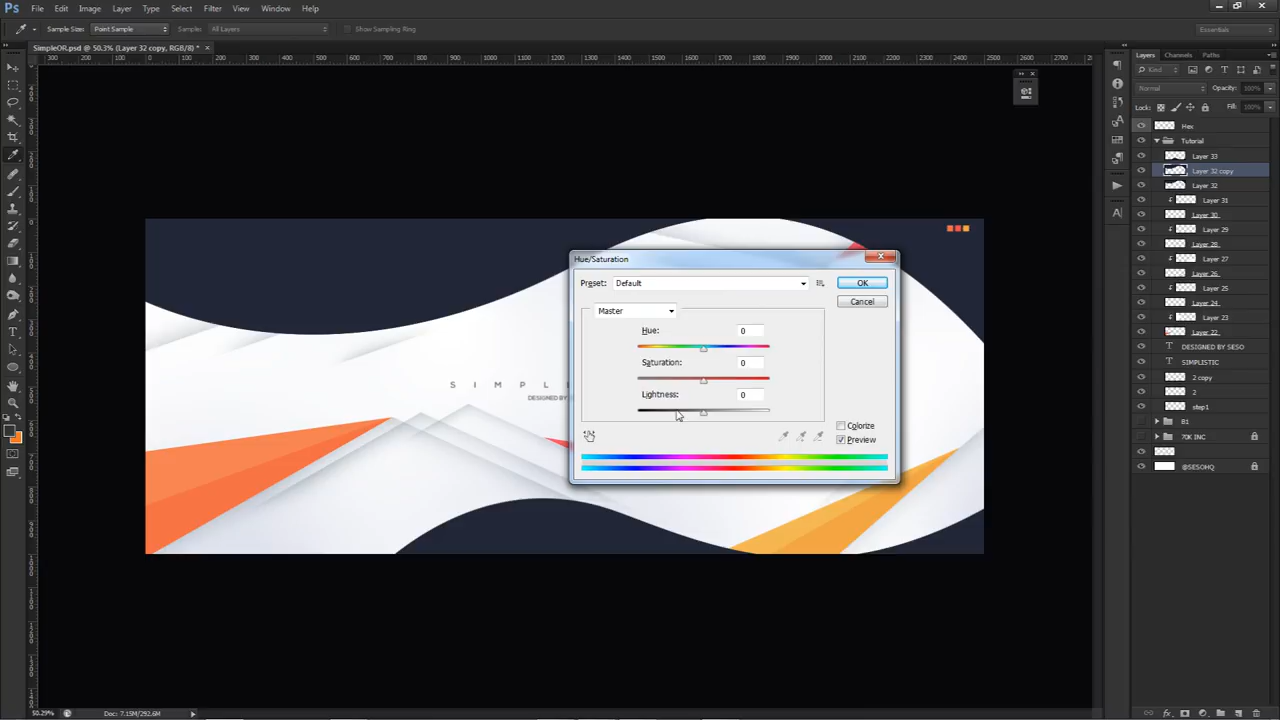 Ps File Edit Image Layer Type Select Filter View Window Help
Sample Size: Point Sample Sample: All Layers Show Sampling Ring Essentials
SimpleOR.psd @ 50.3% (Layer 32 copy, RGB/8) *
Layers Channels Paths
Kind
Normal Opacity: 100%
Lock: Fill: 100%
Hex
Tutorial
Layer 33
Layer 32 copy
Layer 32
Layer 31
Layer 30
Layer 29
Layer 28
Layer 27
Layer 26
Layer 25
Layer 24
Layer 23
Layer 22
DESIGNED BY SESO
SIMPLISTIC
2 copy
2
step1
B1
70K INC
@SESOHQ
S I M P L
DESIGNED BY
Hue/Saturation
Preset: Default
OK
Cancel
Master
Hue: 0
Saturation: 0
Lightness: 0
Colorize
Preview
50.29% Doc: 7.15M/292.6M